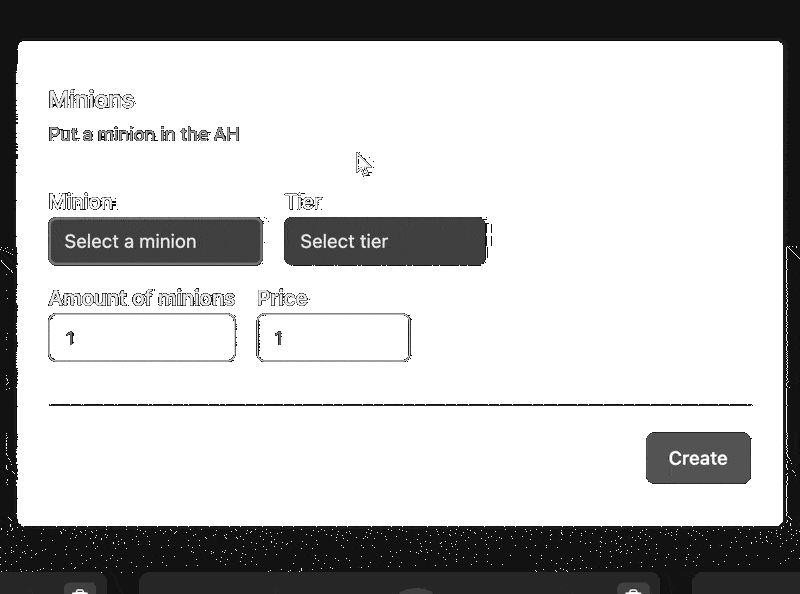 Minions
Put a minion in the AH
Minion
Tier
Select a minion
Select tier
Amount of minions
Price
1
1
Create